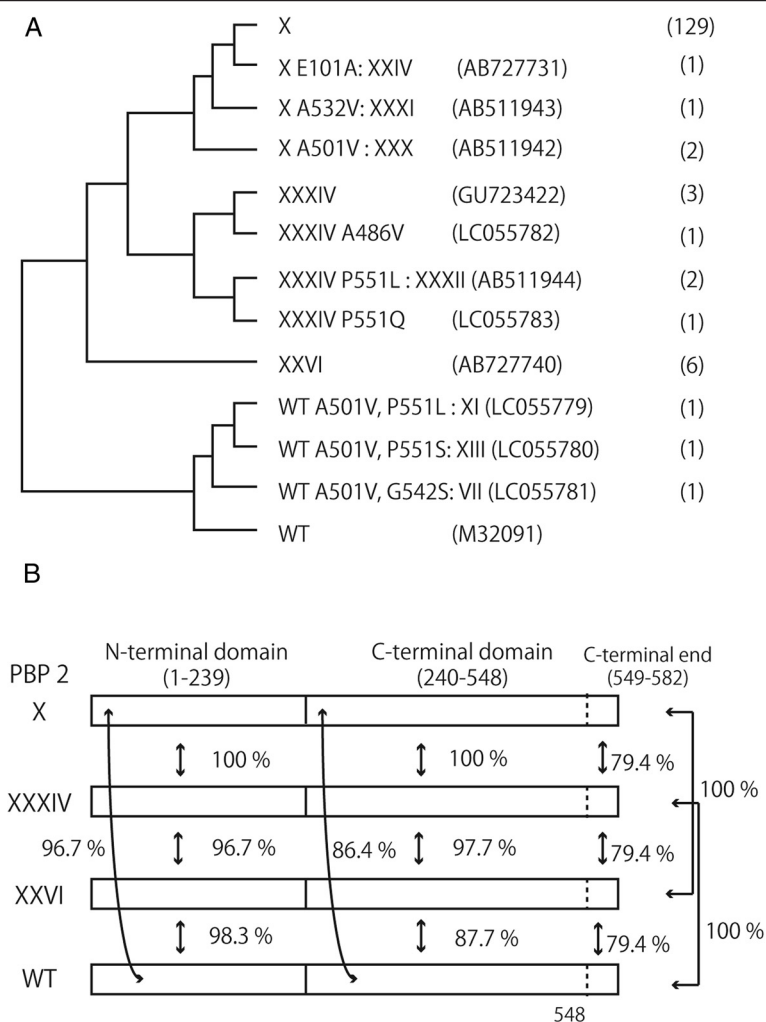 A
X (129)
X E101A: XXIV (AB727731) (1)
X A532V: XXXI (AB511943) (1)
X A501V : XXX (AB511942) (2)
XXXIV (GU723422) (3)
XXXIV A486V (LC055782) (1)
XXXIV P551L : XXXII (AB511944) (2)
XXXIV P551Q (LC055783) (1)
XXVI (AB727740) (6)
WT A501V, P551L : XI (LC055779) (1)
WT A501V, P551S: XIII (LC055780) (1)
WT A501V, G542S: VII (LC055781) (1)
WT (M32091)
B
N-terminal domain C-terminal domain C-terminal end
PBP 2 (1-239) (240-548) (549-582)
X
100 % 100 % 79.4 %
100 %
XXXIV
96.7 % 96.7 % 86.4 % 97.7 % 79.4 %
XXVI
98.3 % 87.7 % 79.4 % 100 %
WT
548